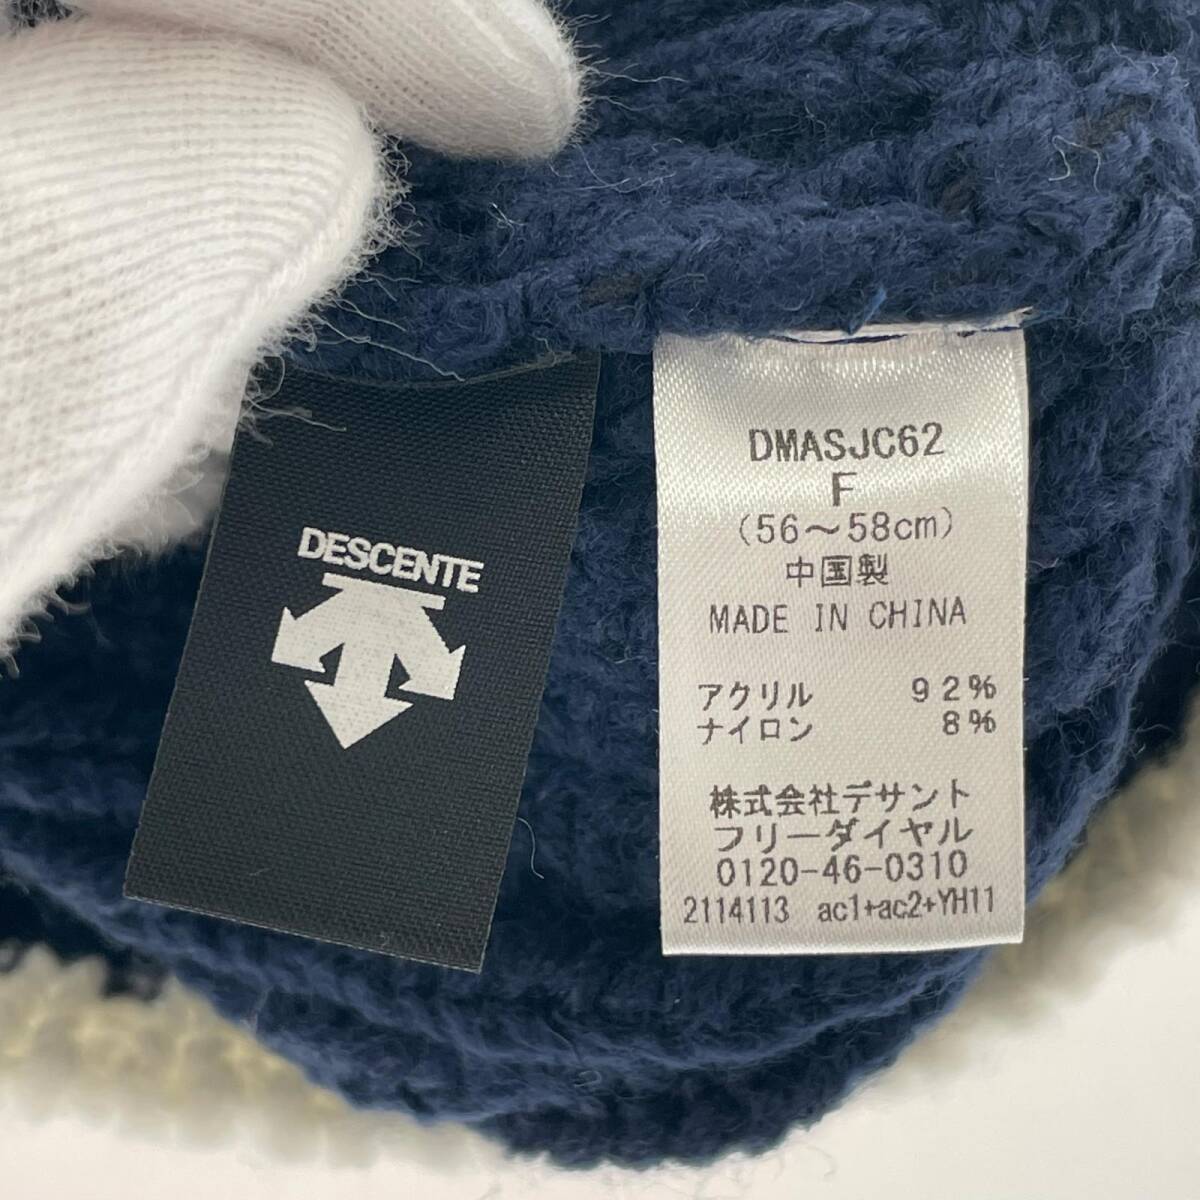 DESCENTE
DMASJC62
F
(56～58cm)
中国製
MADE IN CHINA
アクリル 92%
ナイロン 8%
株式会社デサント
フリーダイヤル
0120-46-0310
2114113 ac1+ac2+YH11